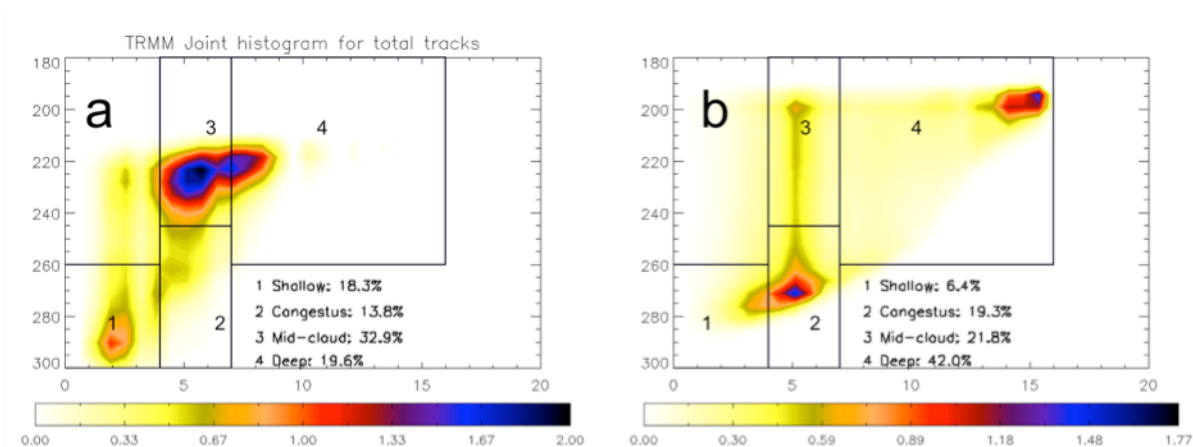 TRMM Joint histogram for total tracks
a
180
200
220
240
260
280
300
1
2
3
4
1 Shallow: 18.3%
2 Congestus: 13.8%
3 Mid-cloud: 32.9%
4 Deep: 19.6%
0 5 10 15 20
0.00 0.33 0.67 1.00 1.33 1.67 2.00
b
180
200
220
240
260
280
300
1
2
3
4
1 Shallow: 6.4%
2 Congestus: 19.3%
3 Mid-cloud: 21.8%
4 Deep: 42.0%
0 5 10 15 20
0.00 0.30 0.59 0.89 1.18 1.48 1.77